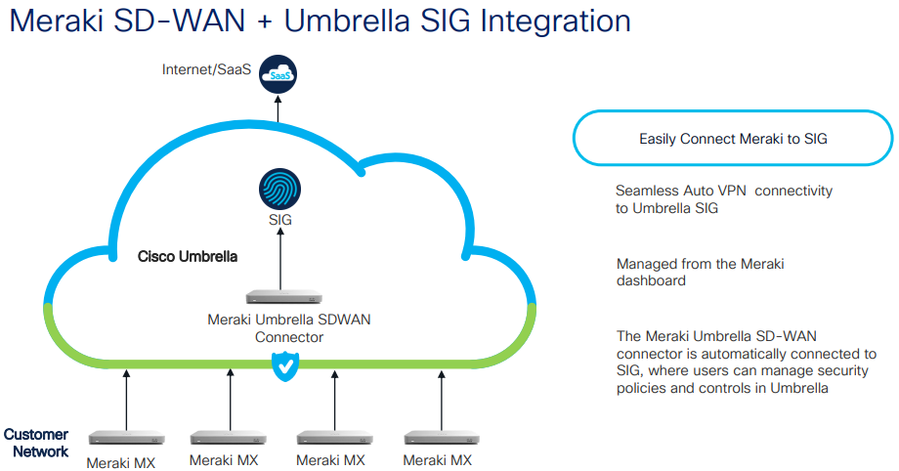 Meraki SD-WAN + Umbrella SIG Integration
Internet/SaaS
SaaS
SIG
Cisco Umbrella
Meraki Umbrella SDWAN
Connector
Customer
Network
Meraki MX
Meraki MX
Meraki MX
Meraki MX
Easily Connect Meraki to SIG
Seamless Auto VPN connectivity
to Umbrella SIG
Managed from the Meraki
dashboard
The Meraki Umbrella SD-WAN
connector is automatically connected to
SIG, where users can manage security
policies and controls in Umbrella